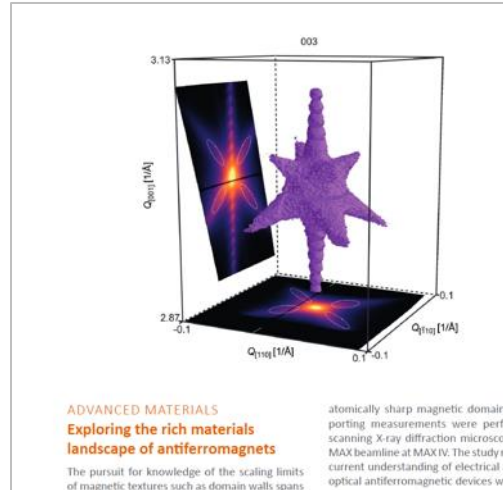 003
3.13
Q[001] [1/Å]
2.87
-0.1
Q[110] [1/Å]
0.1
-0.1
Q[1̄10] [1/Å]
0.1
ADVANCED MATERIALS
Exploring the rich materials
landscape of antiferromagnets
The pursuit for knowledge of the scaling limits
of magnetic textures such as domain walls spans
atomically sharp magnetic domain
porting measurements were perf
scanning X-ray diffraction microsco
MAX beamline at MAX IV. The study r
current understanding of electrical
optical antiferromagnetic devices w